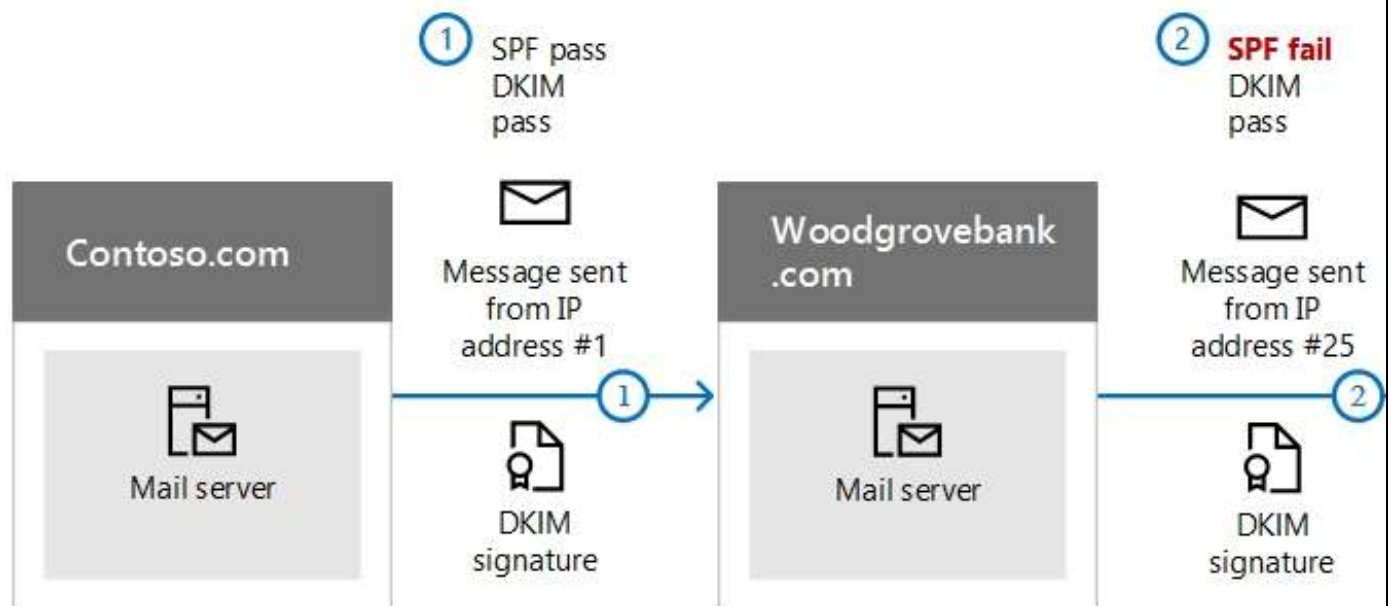 1 SPF pass
DKIM
pass
2 SPF fail
DKIM
pass
Contoso.com
Message sent
from IP
address #1
Woodgrovebank
.com
Message sent
from IP
address #25
1
2
Mail server
DKIM
signature
Mail server
DKIM
signature